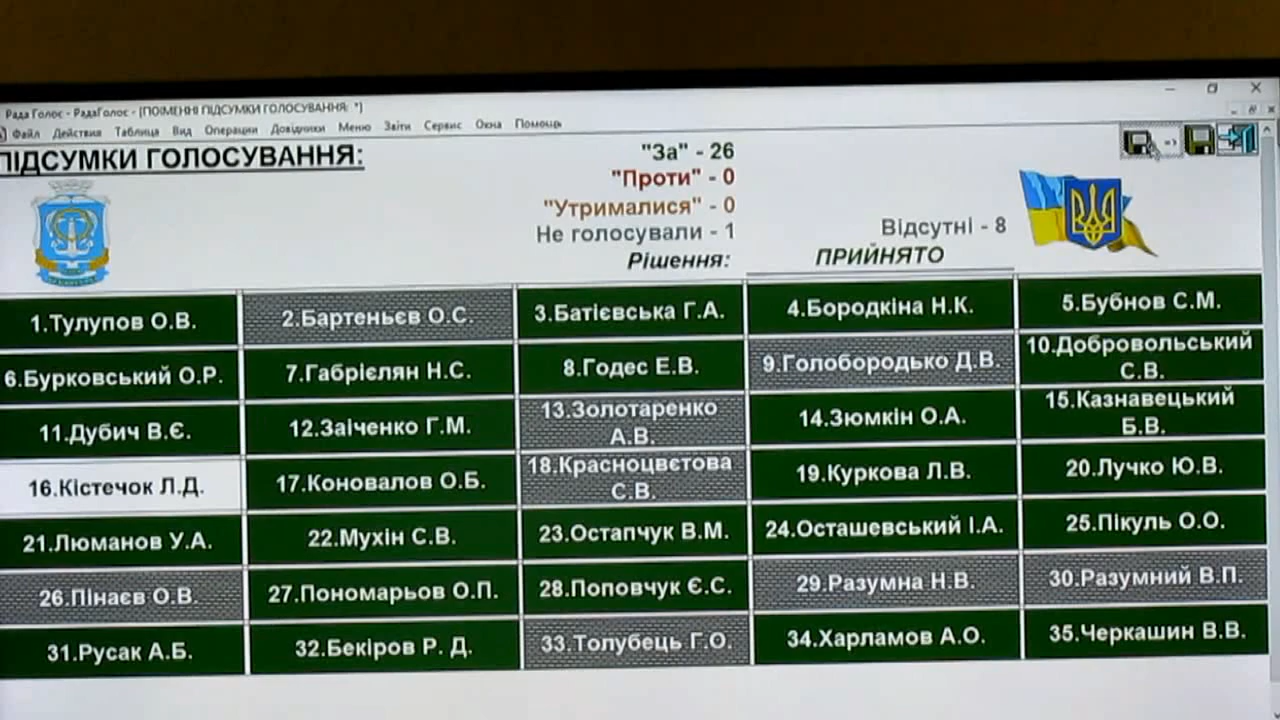 Рада Голос - РадаГолос - [ПОІМЕННІ ПІДСУМКИ ГОЛОСУВАННЯ: *]
Файл Действия Таблица Вид Операции Довідники Меню Звіти Сервис Окна Помощь
ПІДСУМКИ ГОЛОСУВАННЯ:
"За" - 26
"Проти" - 0
"Утрималися" - 0
Не голосували - 1
Відсутні - 8
Рішення: ПРИЙНЯТО
1.Тулупов О.В.
2.Бартеньєв О.С.
3.Батієвська Г.А.
4.Бородкіна Н.К.
5.Бубнов С.М.
6.Бурковський О.Р.
7.Габрієлян Н.С.
8.Годес Е.В.
9.Голобородько Д.В.
10.Добровольський
С.В.
11.Дубич В.Є.
12.Заіченко Г.М.
13.Золотаренко
А.В.
14.Зюмкін О.А.
15.Казнавецький
Б.В.
16.Кістечок Л.Д.
17.Коновалов О.Б.
18.Красноцвєтова
С.В.
19.Куркова Л.В.
20.Лучко Ю.В.
21.Люманов У.А.
22.Мухін С.В.
23.Остапчук В.М.
24.Осташевський І.А.
25.Пікуль О.О.
26.Пінаєв О.В.
27.Пономарьов О.П.
28.Поповчук Є.С.
29.Разумна Н.В.
30.Разумний В.П.
31.Русак А.Б.
32.Бекіров Р. Д.
33.Толубець Г.О.
34.Харламов А.О.
35.Черкашин В.В.